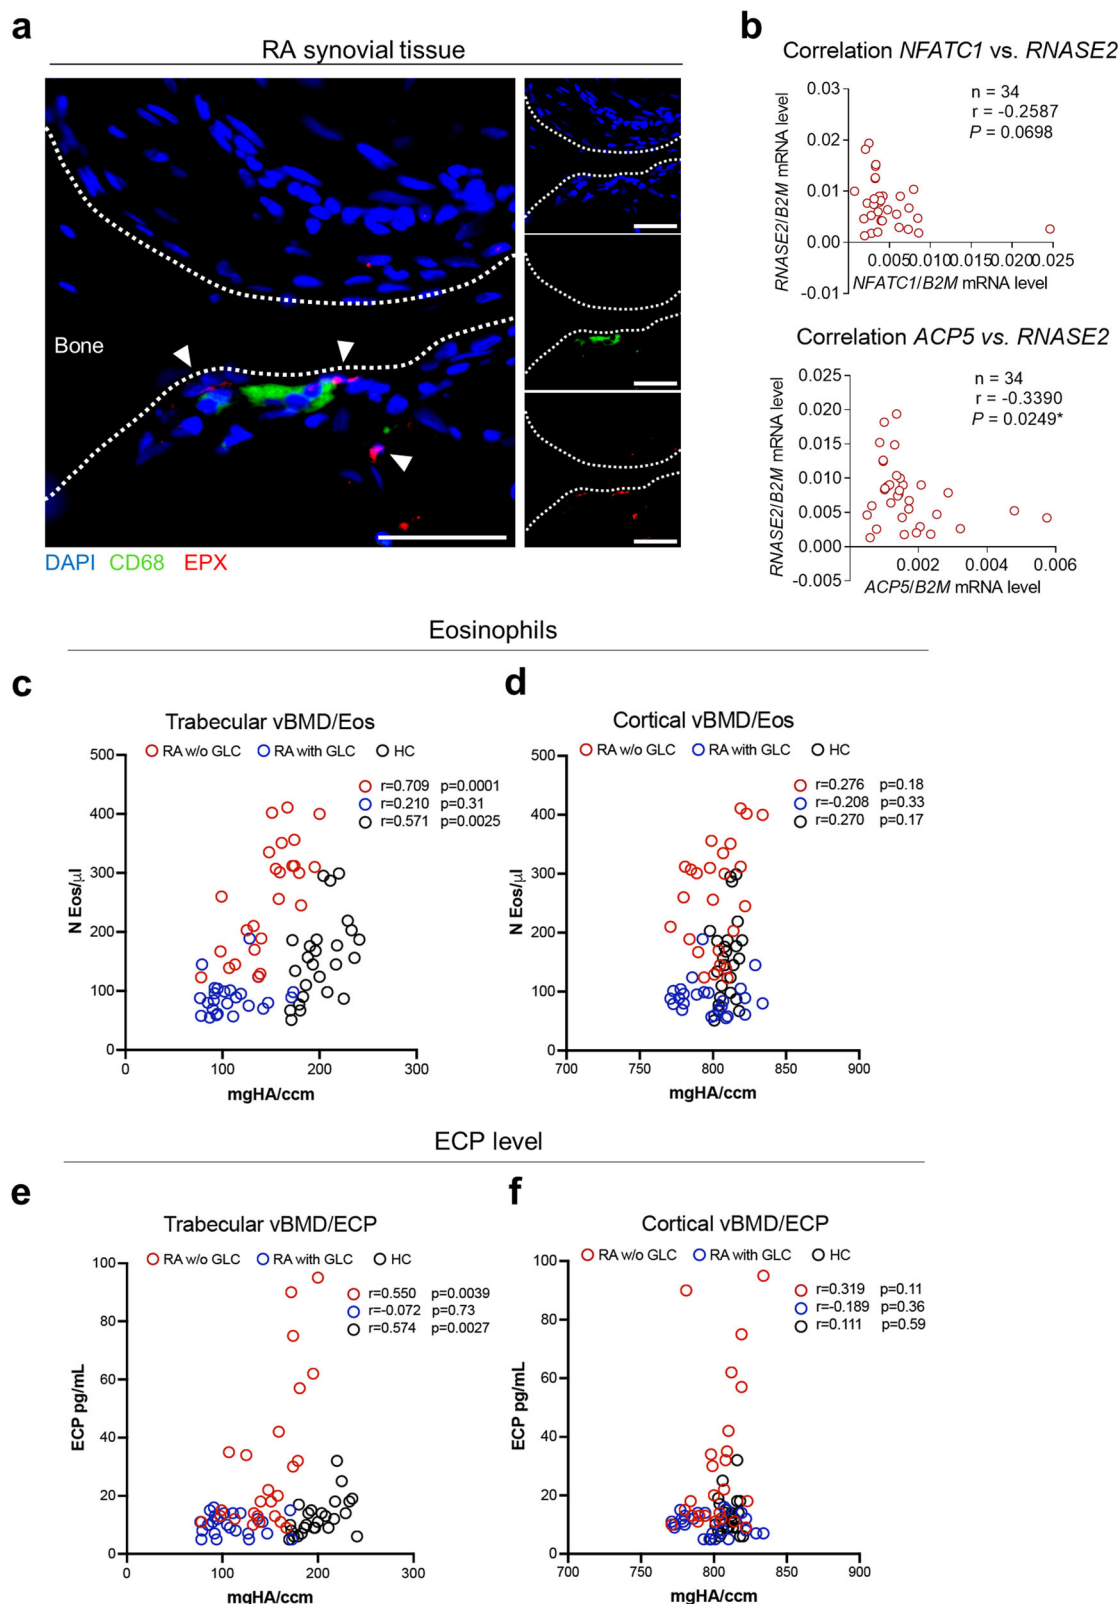 a
RA synovial tissue
Bone
DAPI CD68 EPX
b
Correlation NFATC1 vs. RNASE2
n = 34
r = -0.2587
P = 0.0698
RNASE2/B2M mRNA level
0.03
0.02
0.01
0.00
-0.01
0.005 0.010 0.015 0.020 0.025
NFATC1/B2M mRNA level
Correlation ACP5 vs. RNASE2
n = 34
r = -0.3390
P = 0.0249*
RNASE2/B2M mRNA level
0.025
0.020
0.015
0.010
0.005
0.000
-0.005
0.002 0.004 0.006
ACP5/B2M mRNA level
Eosinophils
c
Trabecular vBMD/Eos
RA w/o GLC RA with GLC HC
r=0.709 p=0.0001
r=0.210 p=0.31
r=0.571 p=0.0025
N Eos/µl
500
400
300
200
100
0
0 100 200 300
mgHA/ccm
d
Cortical vBMD/Eos
RA w/o GLC RA with GLC HC
r=0.276 p=0.18
r=-0.208 p=0.33
r=0.270 p=0.17
N Eos/µl
500
400
300
200
100
0
700 750 800 850 900
mgHA/ccm
ECP level
e
Trabecular vBMD/ECP
RA w/o GLC RA with GLC HC
r=0.550 p=0.0039
r=-0.072 p=0.73
r=0.574 p=0.0027
ECP pg/mL
100
80
60
40
20
0
0 100 200 300
mgHA/ccm
f
Cortical vBMD/ECP
RA w/o GLC RA with GLC HC
r=0.319 p=0.11
r=-0.189 p=0.36
r=0.111 p=0.59
ECP pg/mL
100
80
60
40
20
0
700 750 800 850 900
mgHA/ccm